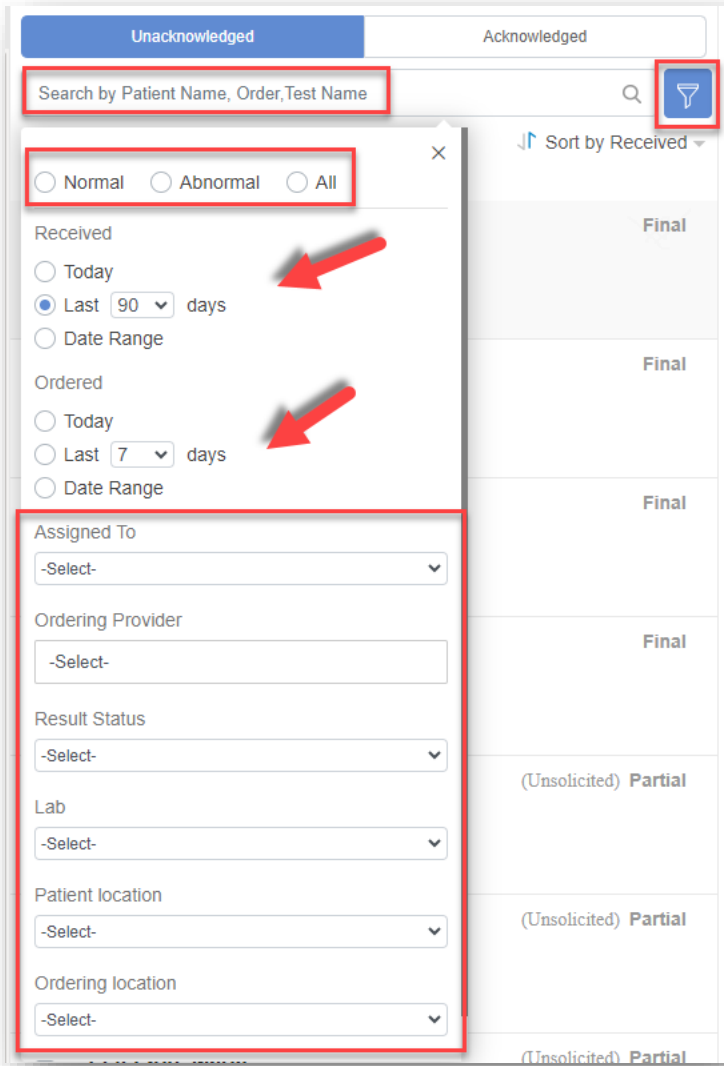 Unacknowledged Acknowledged
Search by Patient Name, Order,Test Name
Sort by Received
Normal Abnormal All
Final
Received
Today
Last 90 days
Date Range
Final
Ordered
Today
Last 7 days
Date Range
Final
Assigned To
-Select-
Ordering Provider
Final
-Select-
Result Status
-Select-
(Unsolicited) Partial
Lab
-Select-
Patient location
(Unsolicited) Partial
-Select-
Ordering location
-Select-
(Unsolicited) Partial